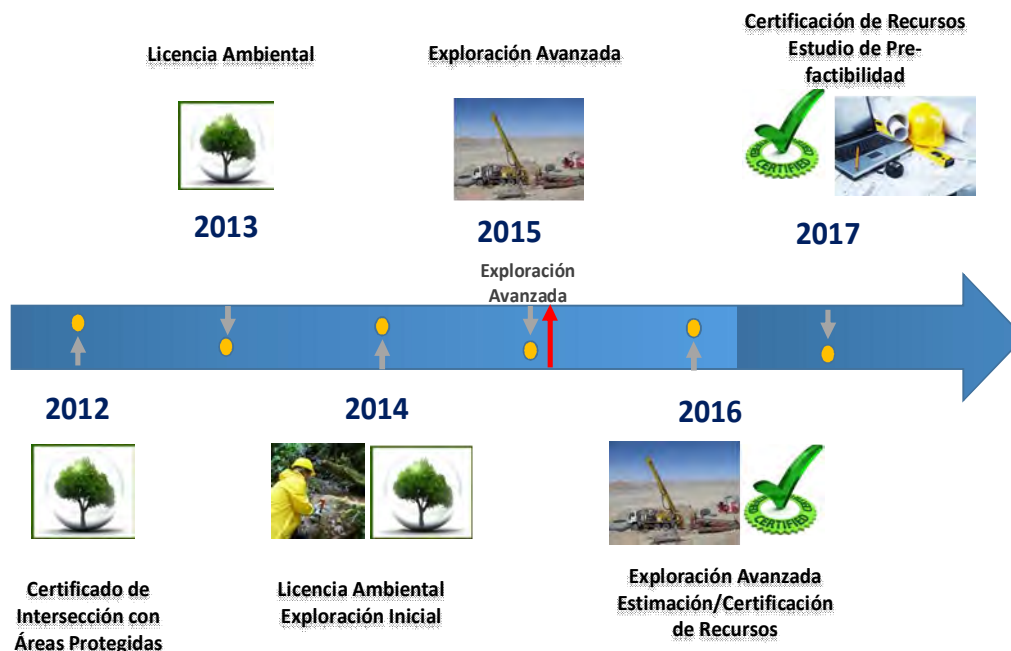 Licencia Ambiental
2013
Exploración Avanzada
2015
Certificación de Recursos
Estudio de Pre-
factibilidad
CERTIFIED
2017
Exploración
Avanzada
2012
Certificado de
Intersección con
Áreas Protegidas
2014
Licencia Ambiental
Exploración Inicial
2016
CERTIFIED
Exploración Avanzada
Estimación/Certificación
de Recursos